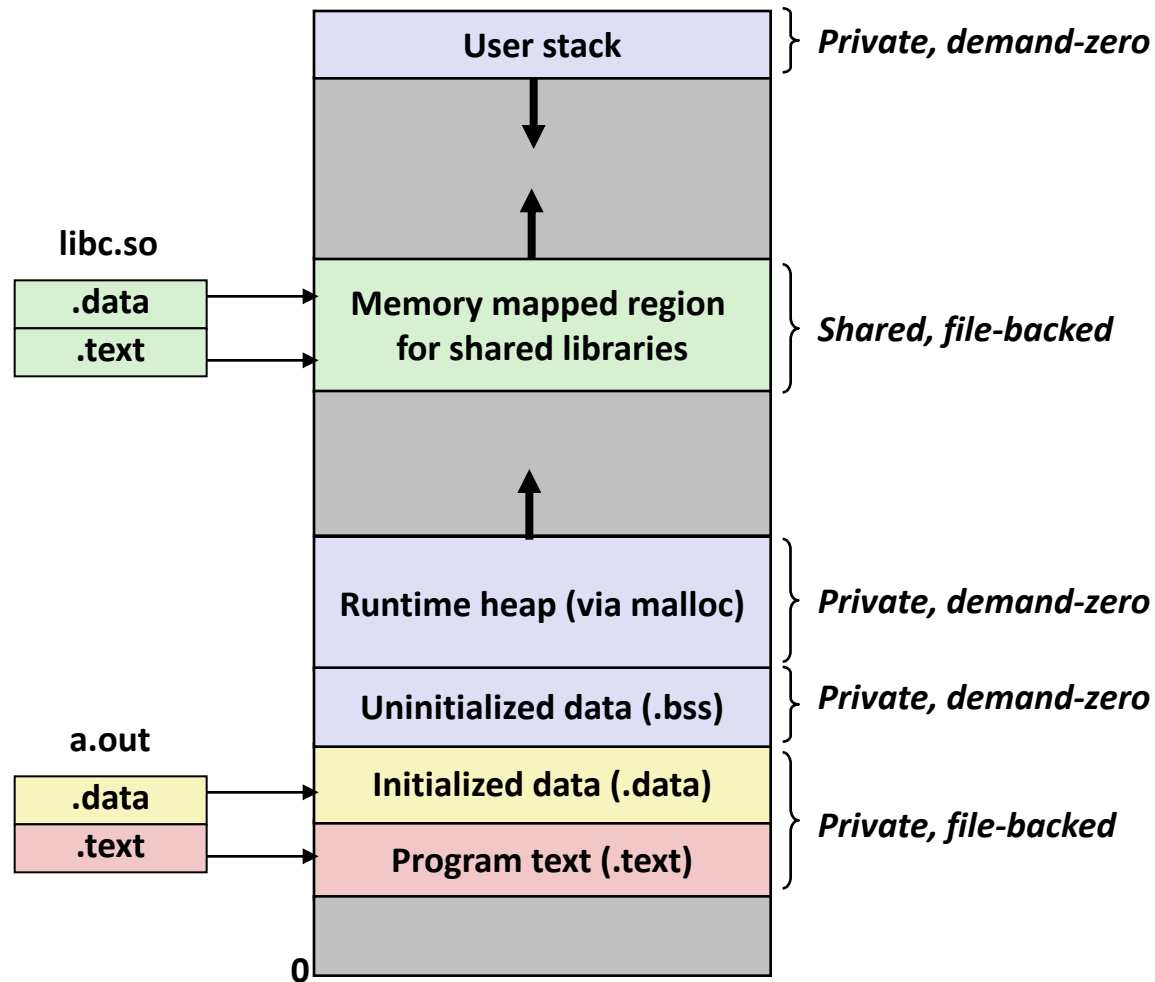 User stack
Private, demand-zero
libc.so
.data
.text
Memory mapped region
for shared libraries
Shared, file-backed
Runtime heap (via malloc)
Private, demand-zero
Uninitialized data (.bss)
Private, demand-zero
a.out
.data
.text
Initialized data (.data)
Program text (.text)
Private, file-backed
0